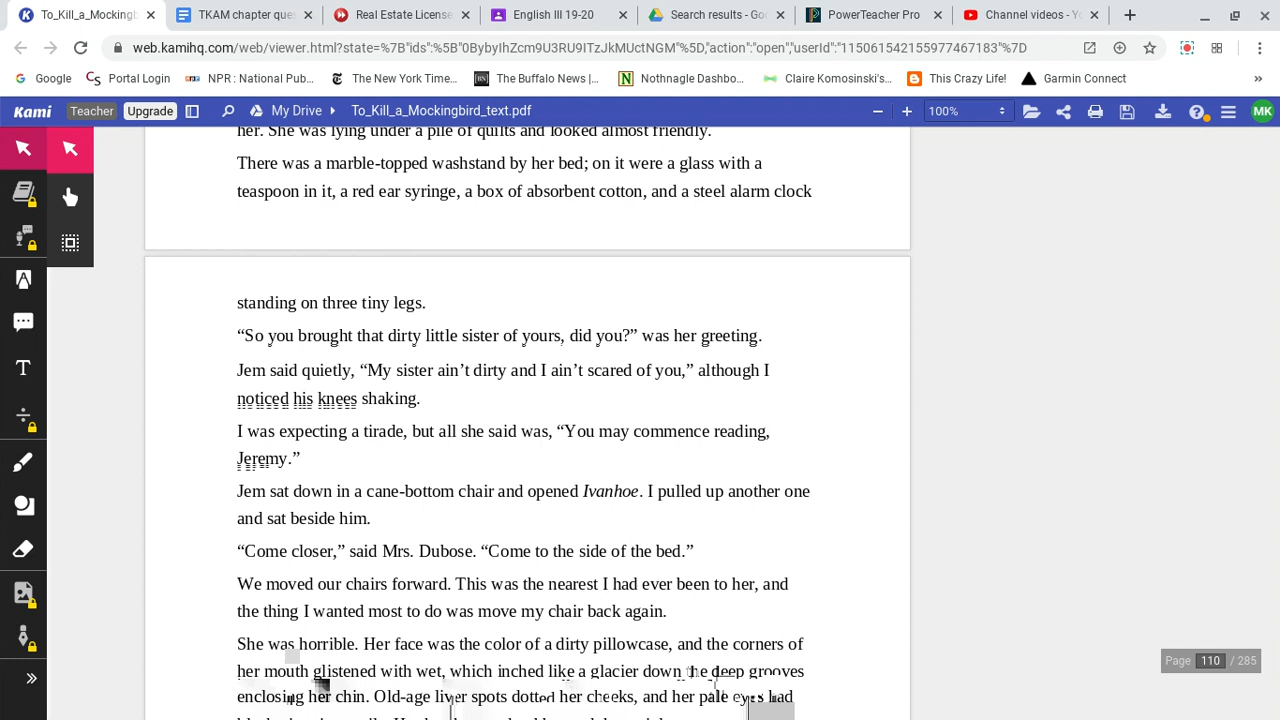 To_Kill_a_Mockingb
TKAM chapter ques
Real Estate License
English III 19-20
Search results - Goo
PowerTeacher Pro
Channel videos - Yo
web.kamihq.com/web/viewer.html?state=%7B"ids":%5B"0BybyIhZcm9U3RU9ITzJkMUctNGM"%5D,"action":"open","userId":"115061542155977467183"%7D
Google
Portal Login
NPR : National Pub...
The New York Time...
The Buffalo News |...
Nothnagle Dashbo...
Claire Komosinski's...
This Crazy Life!
Garmin Connect
Kami
Teacher
Upgrade
My Drive
To_Kill_a_Mockingbird_text.pdf
100%
MK
her. She was lying under a pile of quilts and looked almost friendly.
There was a marble-topped washstand by her bed; on it were a glass with a
teaspoon in it, a red ear syringe, a box of absorbent cotton, and a steel alarm clock
standing on three tiny legs.
“So you brought that dirty little sister of yours, did you?” was her greeting.
Jem said quietly, “My sister ain’t dirty and I ain’t scared of you,” although I
noticed his knees shaking.
I was expecting a tirade, but all she said was, “You may commence reading,
Jeremy.”
Jem sat down in a cane-bottom chair and opened Ivanhoe. I pulled up another one
and sat beside him.
“Come closer,” said Mrs. Dubose. “Come to the side of the bed.”
We moved our chairs forward. This was the nearest I had ever been to her, and
the thing I wanted most to do was move my chair back again.
She was horrible. Her face was the color of a dirty pillowcase, and the corners of
her mouth glistened with wet, which inched like a glacier down the deep grooves
enclosing her chin. Old-age liver spots dotted her cheeks, and her pale eyes had
Page 110 / 285